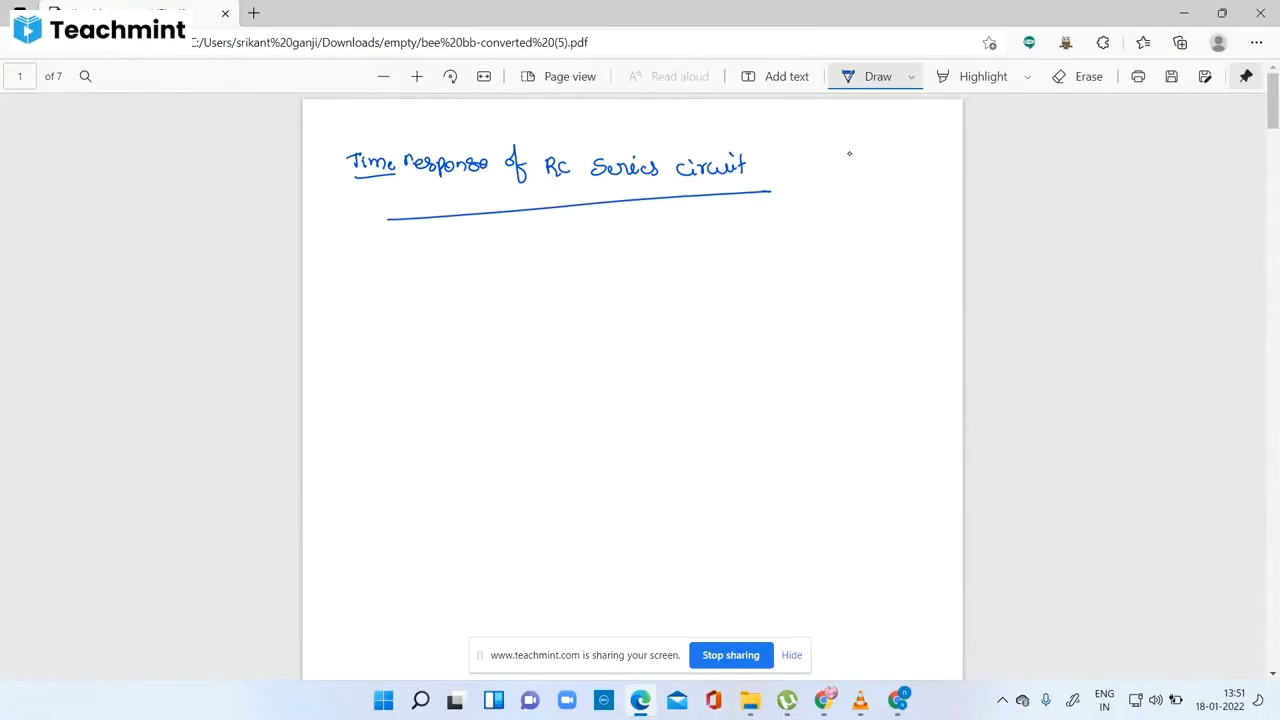 Teachmint
C:/Users/srikant%20ganji/Downloads/empty/bee%20bb-converted%20(5).pdf
1 of 7 Page view Read aloud Add text Draw Highlight Erase
Time response of RC Series circuit
www.teachmint.com is sharing your screen. Stop sharing Hide
ENG
IN
13:51
18-01-2022